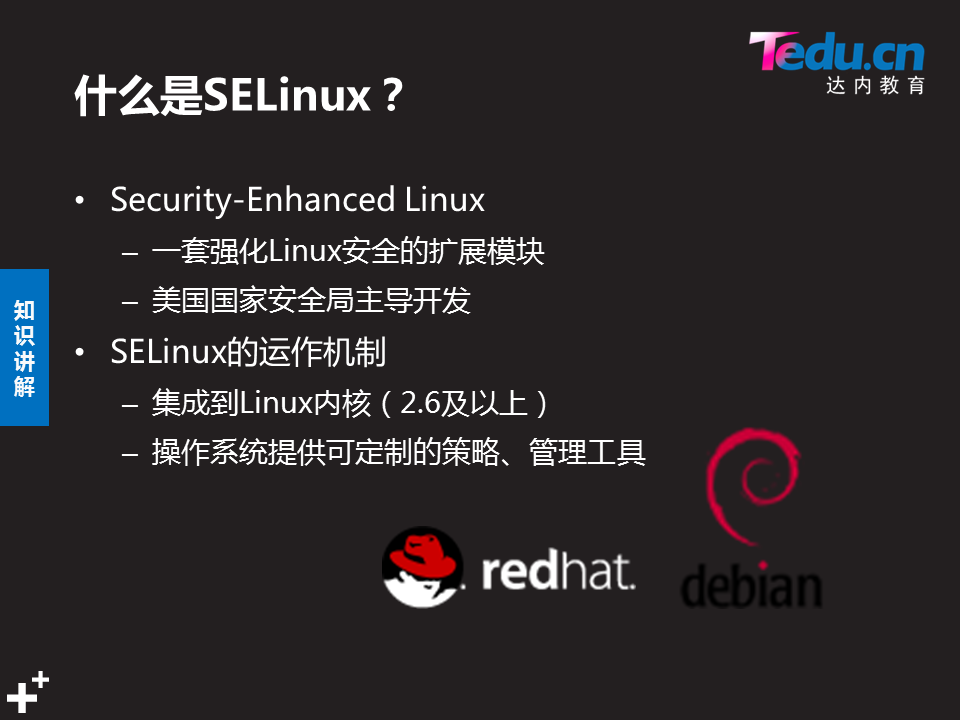 Tedu.cn
达内教育
什么是SELinux？
• Security-Enhanced Linux
– 一套强化Linux安全的扩展模块
– 美国国家安全局主导开发
• SELinux的运作机制
– 集成到Linux内核（2.6及以上）
– 操作系统提供可定制的策略、管理工具
知识讲解
redhat.
debian